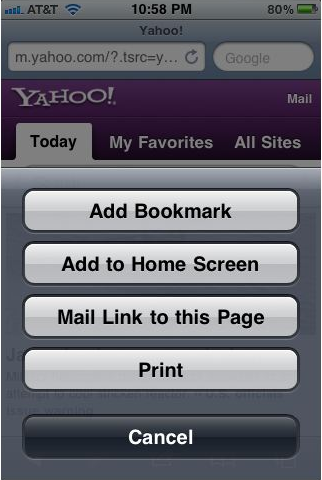 AT&T 10:58 PM 80%
Yahoo!
m.yahoo.com/?.tsrc=y... Google
YAHOO! Mail
Today My Favorites All Sites
Add Bookmark
Add to Home Screen
Mail Link to this Page
Print
Cancel